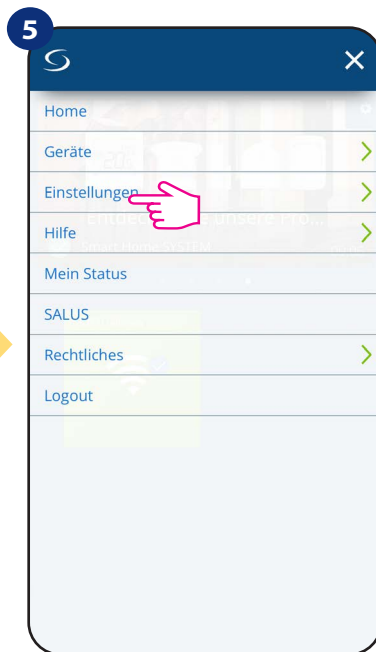 5
Home
Geräte
Einstellungen
Hilfe
Mein Status
SALUS
Rechtliches
Logout